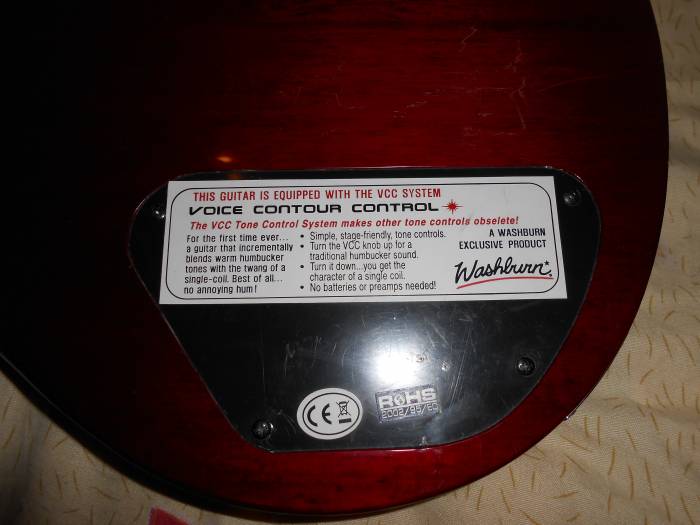 THIS GUITAR IS EQUIPPED WITH THE VCC SYSTEM
VOICE CONTOUR CONTROL
The VCC Tone Control System makes other tone controls obselete!
For the first time ever...
a guitar that incrementally
blends warm humbucker
tones with the twang of a
single-coil. Best of all...
no annoying hum!
• Simple, stage-friendly, tone controls.
• Turn the VCC knob up for a
traditional humbucker sound.
• Turn it down...you get the
character of a single coil.
• No batteries or preamps needed!
A WASHBURN
EXCLUSIVE PRODUCT
Washburn
CE
RoHS
2002/95/EC